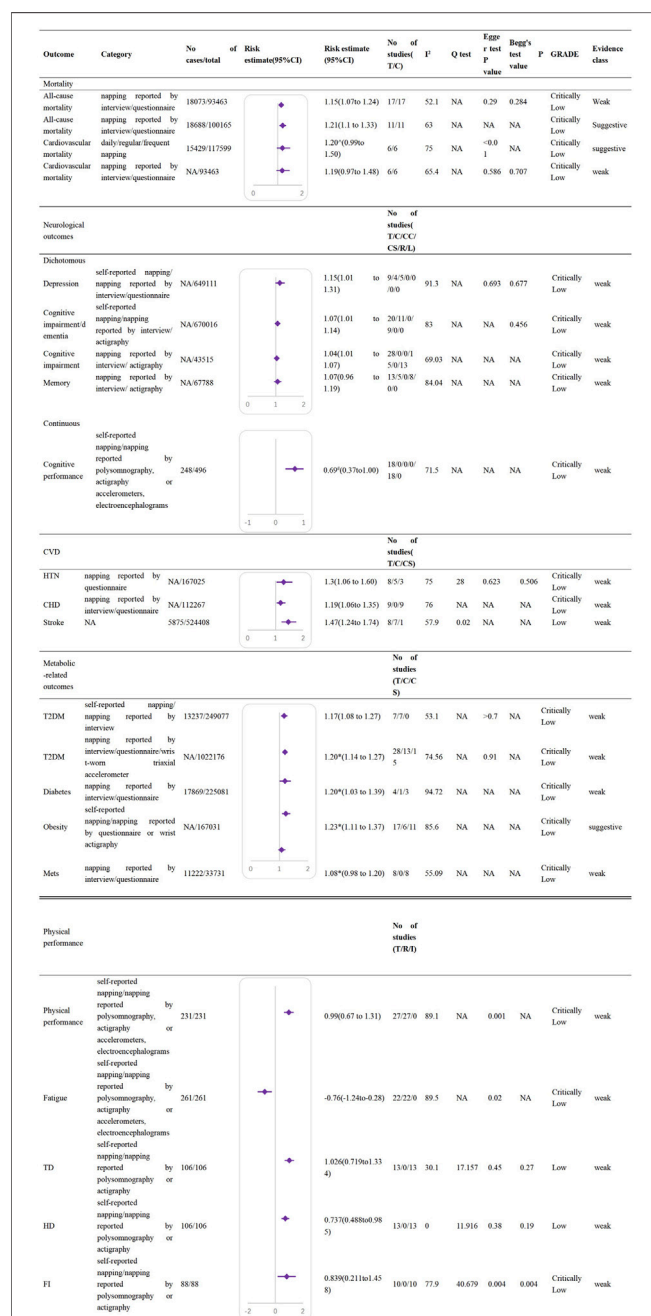 Outcome Category No of cases/total Risk estimate(95%CI) Risk estimate (95%CI) No of studies( T/C) I² Q test Egge r test P value Begg's test P value GRADE Evidence class
Mortality
All-cause mortality napping reported by interview/questionnaire 18073/93463 1.15(1.07to 1.24) 17/17 52.1 NA 0.29 0.284 Critically Low Weak
All-cause mortality napping reported by interview/questionnaire 18688/100165 1.21(1.1 to 1.33) 11/11 63 NA NA NA Critically Low Suggestive
Cardiovascular mortality daily/regular/frequent napping 15429/117599 1.20^(0.99to 1.50) 6/6 75 NA <0.0 1 NA Critically Low suggestive
Cardiovascular mortality napping reported by interview/questionnaire NA/93463 1.19(0.97to 1.48) 6/6 65.4 NA 0.586 0.707 Critically Low weak
0 1 2
Neurological outcomes No of studies( T/C/CC/ CS/R/L)
Dichotomous
Depression self-reported napping/ napping reported by interview/questionnaire NA/649111 1.15(1.01 to 1.31) 9/4/5/0/0 /0/0 91.3 NA 0.693 0.677 Critically Low weak
Cognitive impairment/d ementia self-reported napping/napping reported by interview/ actigraphy NA/670016 1.07(1.01 to 1.14) 20/11/0/ 9/0/0 83 NA NA 0.456 Critically Low weak
Cognitive impairment napping reported by interview/ actigraphy NA/43515 1.04(1.01 to 1.07) 28/0/0/1 5/0/13 69.03 NA NA NA Critically Low weak
Memory napping reported by interview/ actigraphy NA/67788 1.07(0.96 to 1.19) 13/5/0/8/ 0/0 84.04 NA NA NA Critically Low weak
0 1 2
Continuous
Cognitive performance self-reported napping/napping reported by polysomnography, actigraphy or accelerometers, electroencephalograms 248/496 0.69(0.37to1.00) 18/0/0/0/ 18/0 71.5 NA NA NA Critically Low weak
-1 0 1
CVD No of studies( T/C/CS)
HTN napping reported by questionnaire NA/167025 1.3(1.06 to 1.60) 8/5/3 75 28 0.623 0.506 Critically Low weak
CHD napping reported by interview/questionnaire NA/112267 1.19(1.06to 1.35) 9/0/9 76 NA NA NA Critically Low weak
Stroke NA 5875/524408 1.47(1.24to 1.74) 8/7/1 57.9 0.02 NA NA Low weak
0 1 2
Metabolic -related outcomes No of studies (T/C/C S)
T2DM self-reported napping/ napping reported by interview 13237/249077 1.17(1.08 to 1.27) 7/7/0 53.1 NA >0.7 NA Critically Low weak
T2DM napping reported by interview/questionnaire/wris t-worn triaxial accelerometer NA/1022176 1.20*(1.14 to 1.27) 28/13/1 5 74.56 NA 0.91 NA Critically Low weak
Diabetes napping reported by interview/questionnaire 17869/225081 1.20*(1.03 to 1.39) 4/1/3 94.72 NA NA NA Critically Low weak
Obesity self-reported napping/napping reported by questionnaire or wrist actigraphy NA/167031 1.23*(1.11 to 1.37) 17/6/11 85.6 NA NA NA Critically Low suggestive
Mets napping reported by interview/questionnaire 11222/33731 1.08*(0.98 to 1.20) 8/0/8 55.09 NA NA NA Critically Low weak
0 1 2
Physical performance No of studies (T/R/I)
Physical performance self-reported napping/napping reported by polysomnography, actigraphy or accelerometers, electroencephalograms 231/231 0.99(0.67 to 1.31) 27/27/0 89.1 NA 0.001 NA Critically Low weak
Fatigue self-reported napping/napping reported by polysomnography, actigraphy or accelerometers, electroencephalograms 261/261 -0.76(-1.24to-0.28) 22/22/0 89.5 NA 0.02 NA Critically Low weak
TD self-reported napping/napping reported by polysomnography or actigraphy 106/106 1.026(0.719to1.33 4) 13/0/13 30.1 17.157 0.45 0.27 Low weak
HD self-reported napping/napping reported by polysomnography or actigraphy 106/106 0.737(0.488to0.98 5) 13/0/13 0 11.916 0.38 0.19 Low weak
FI self-reported napping/napping reported by polysomnography or actigraphy 88/88 0.839(0.211to1.45 8) 10/0/10 77.9 40.679 0.004 0.004 Critically Low weak
-2 0 2